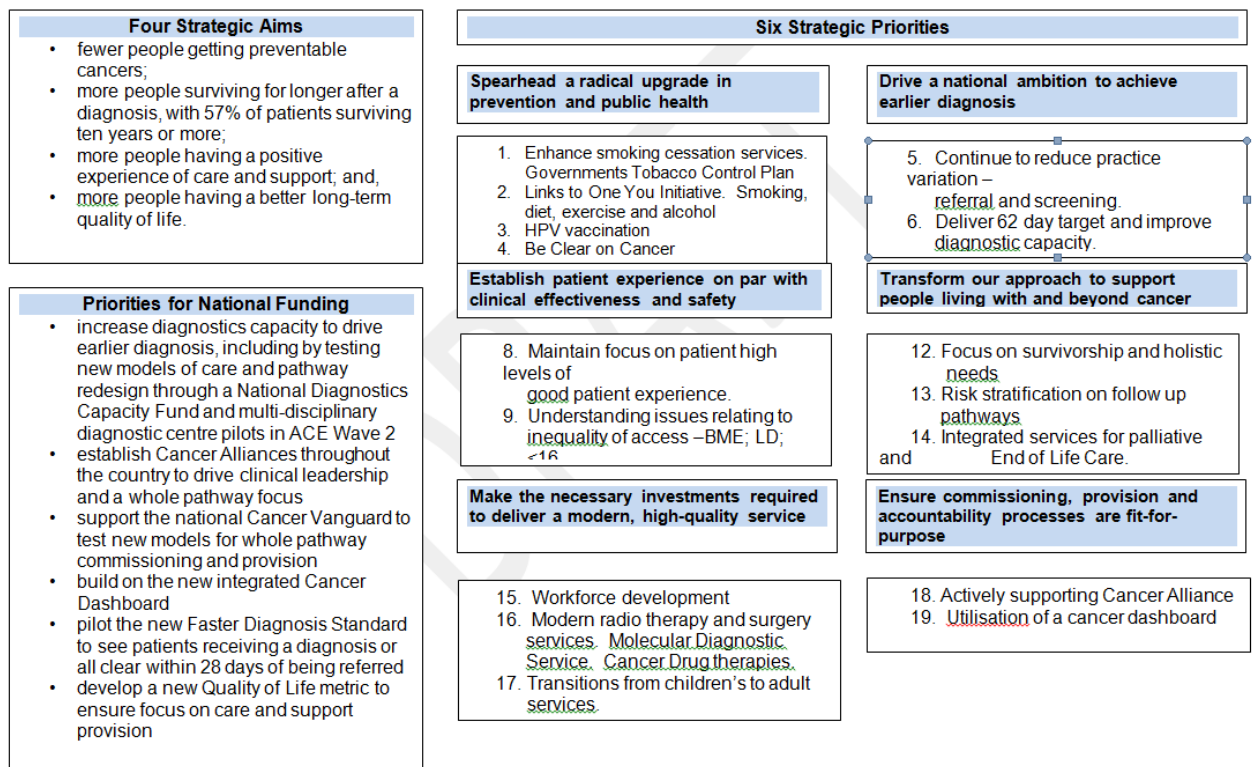 Four Strategic Aims
• fewer people getting preventable
cancers;
• more people surviving for longer after a
diagnosis, with 57% of patients surviving
ten years or more;
• more people having a positive
experience of care and support; and,
• more people having a better long-term
quality of life.
Priorities for National Funding
• increase diagnostics capacity to drive
earlier diagnosis, including by testing
new models of care and pathway
redesign through a National Diagnostics
Capacity Fund and multi-disciplinary
diagnostic centre pilots in ACE Wave 2
• establish Cancer Alliances throughout
the country to drive clinical leadership
and a whole pathway focus
• support the national Cancer Vanguard to
test new models for whole pathway
commissioning and provision
• build on the new integrated Cancer
Dashboard
• pilot the new Faster Diagnosis Standard
to see patients receiving a diagnosis or
all clear within 28 days of being referred
• develop a new Quality of Life metric to
ensure focus on care and support
provision
Six Strategic Priorities
Spearhead a radical upgrade in
prevention and public health
1. Enhance smoking cessation services.
Governments Tobacco Control Plan
2. Links to One You Initiative. Smoking,
diet, exercise and alcohol
3. HPV vaccination
4. Be Clear on Cancer
Drive a national ambition to achieve
earlier diagnosis
5. Continue to reduce practice
variation –
referral and screening.
6. Deliver 62 day target and improve
diagnostic capacity.
Establish patient experience on par with
clinical effectiveness and safety
8. Maintain focus on patient high
levels of
good patient experience.
9. Understanding issues relating to
inequality of access –BME; LD;
<16
Transform our approach to support
people living with and beyond cancer
12. Focus on survivorship and holistic
needs
13. Risk stratification on follow up
pathways
14. Integrated services for palliative
and End of Life Care.
Make the necessary investments required
to deliver a modern, high-quality service
15. Workforce development
16. Modern radio therapy and surgery
services. Molecular Diagnostic
Service. Cancer Drug therapies.
17. Transitions from children's to adult
services.
Ensure commissioning, provision and
accountability processes are fit-for-
purpose
18. Actively supporting Cancer Alliance
19. Utilisation of a cancer dashboard